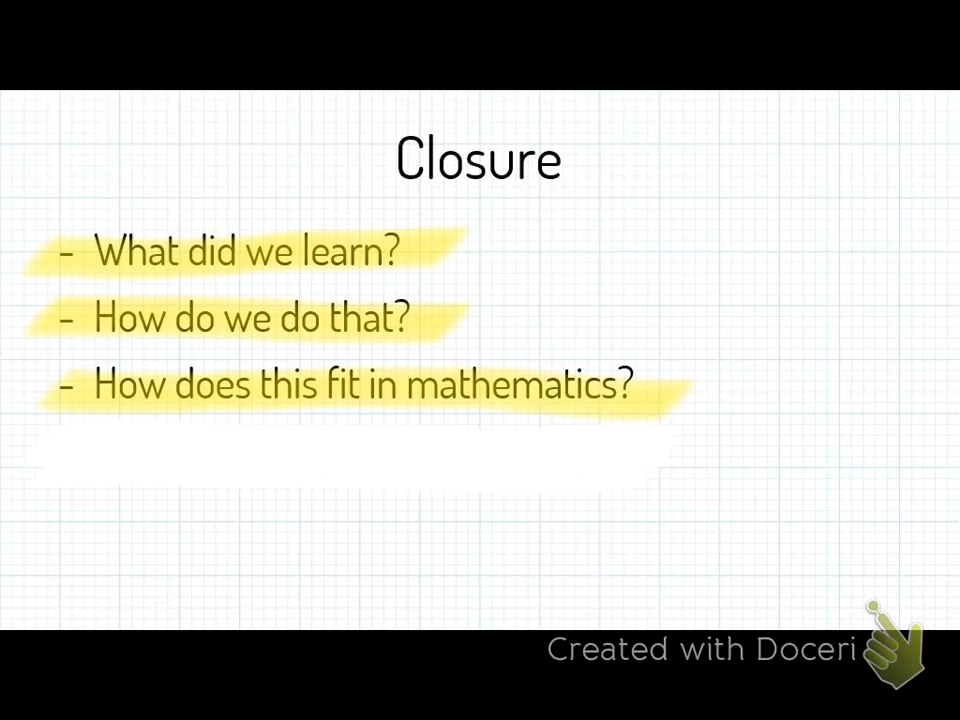 Closure
- What did we learn?
- How do we do that?
- How does this fit in mathematics?
Created with Doceri